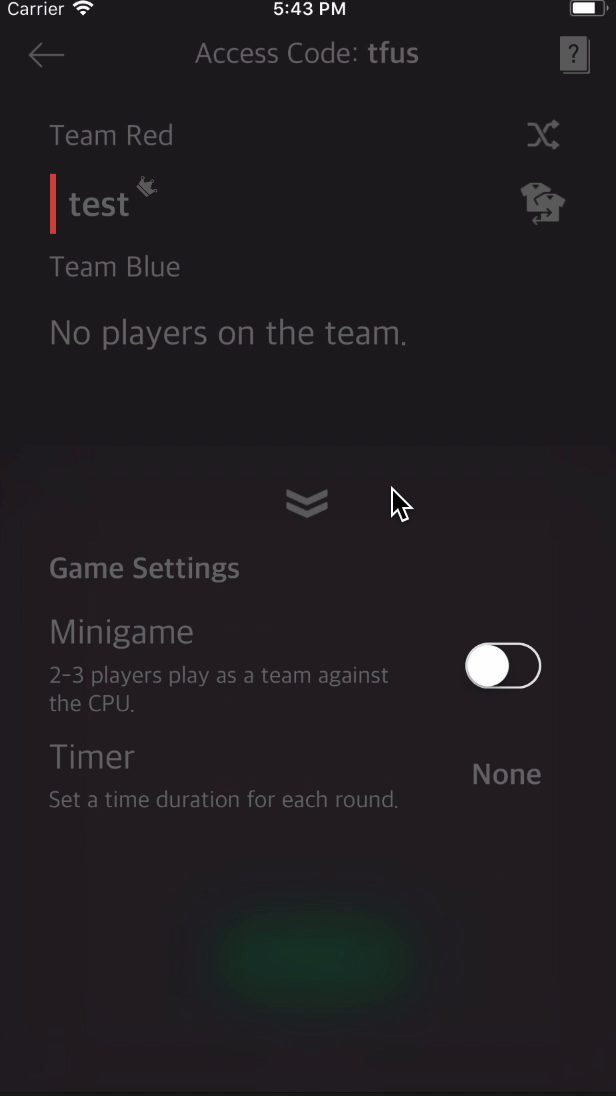 Carrier 5:43 PM
Access Code: tfus
?
Team Red
test
Team Blue
No players on the team.
Game Settings
Minigame
2-3 players play as a team against
the CPU.
Timer
None
Set a time duration for each round.